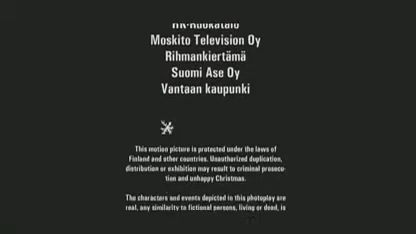 HK-Ruokatalo
Moskito Television Oy
Rihmankiertämä
Suomi Ase Oy
Vantaan kaupunki
This motion picture is protected under the laws of
Finland and other countries. Unauthorized duplication,
distribution or exhibition may result to criminal prosecu-
tion and unhappy Christmas.
The characters and events depicted in this photoplay are
real, any similarity to fictional persons, living or dead, is